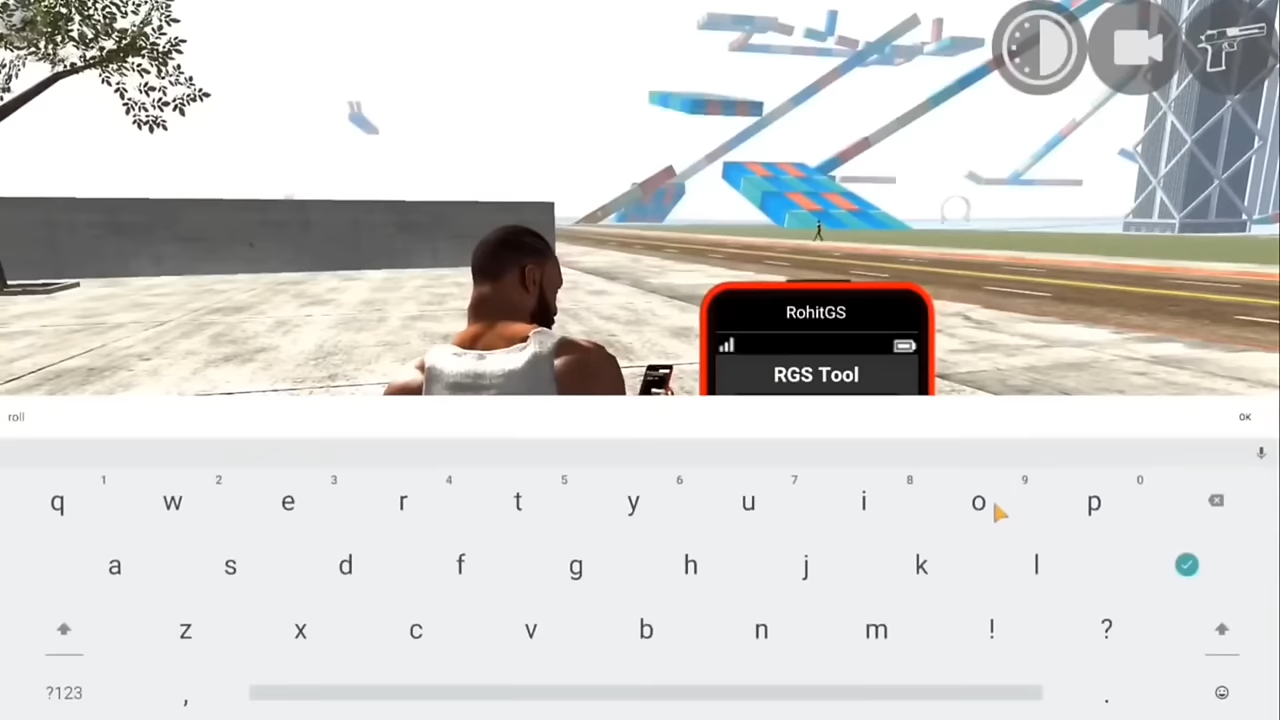 RohitGS
RGS Tool
roll
OK
1 2 3 4 5 6 7 8 9 0
q w e r t y u i o p
a s d f g h j k l
z x c v b n m ! ?
?123 , .